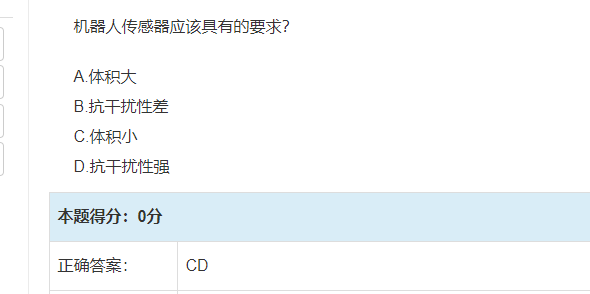 机器人传感器应该具有的要求?
A.体积大
B.抗干扰性差
C.体积小
D.抗干扰性强
本题得分：0分
正确答案：
CD